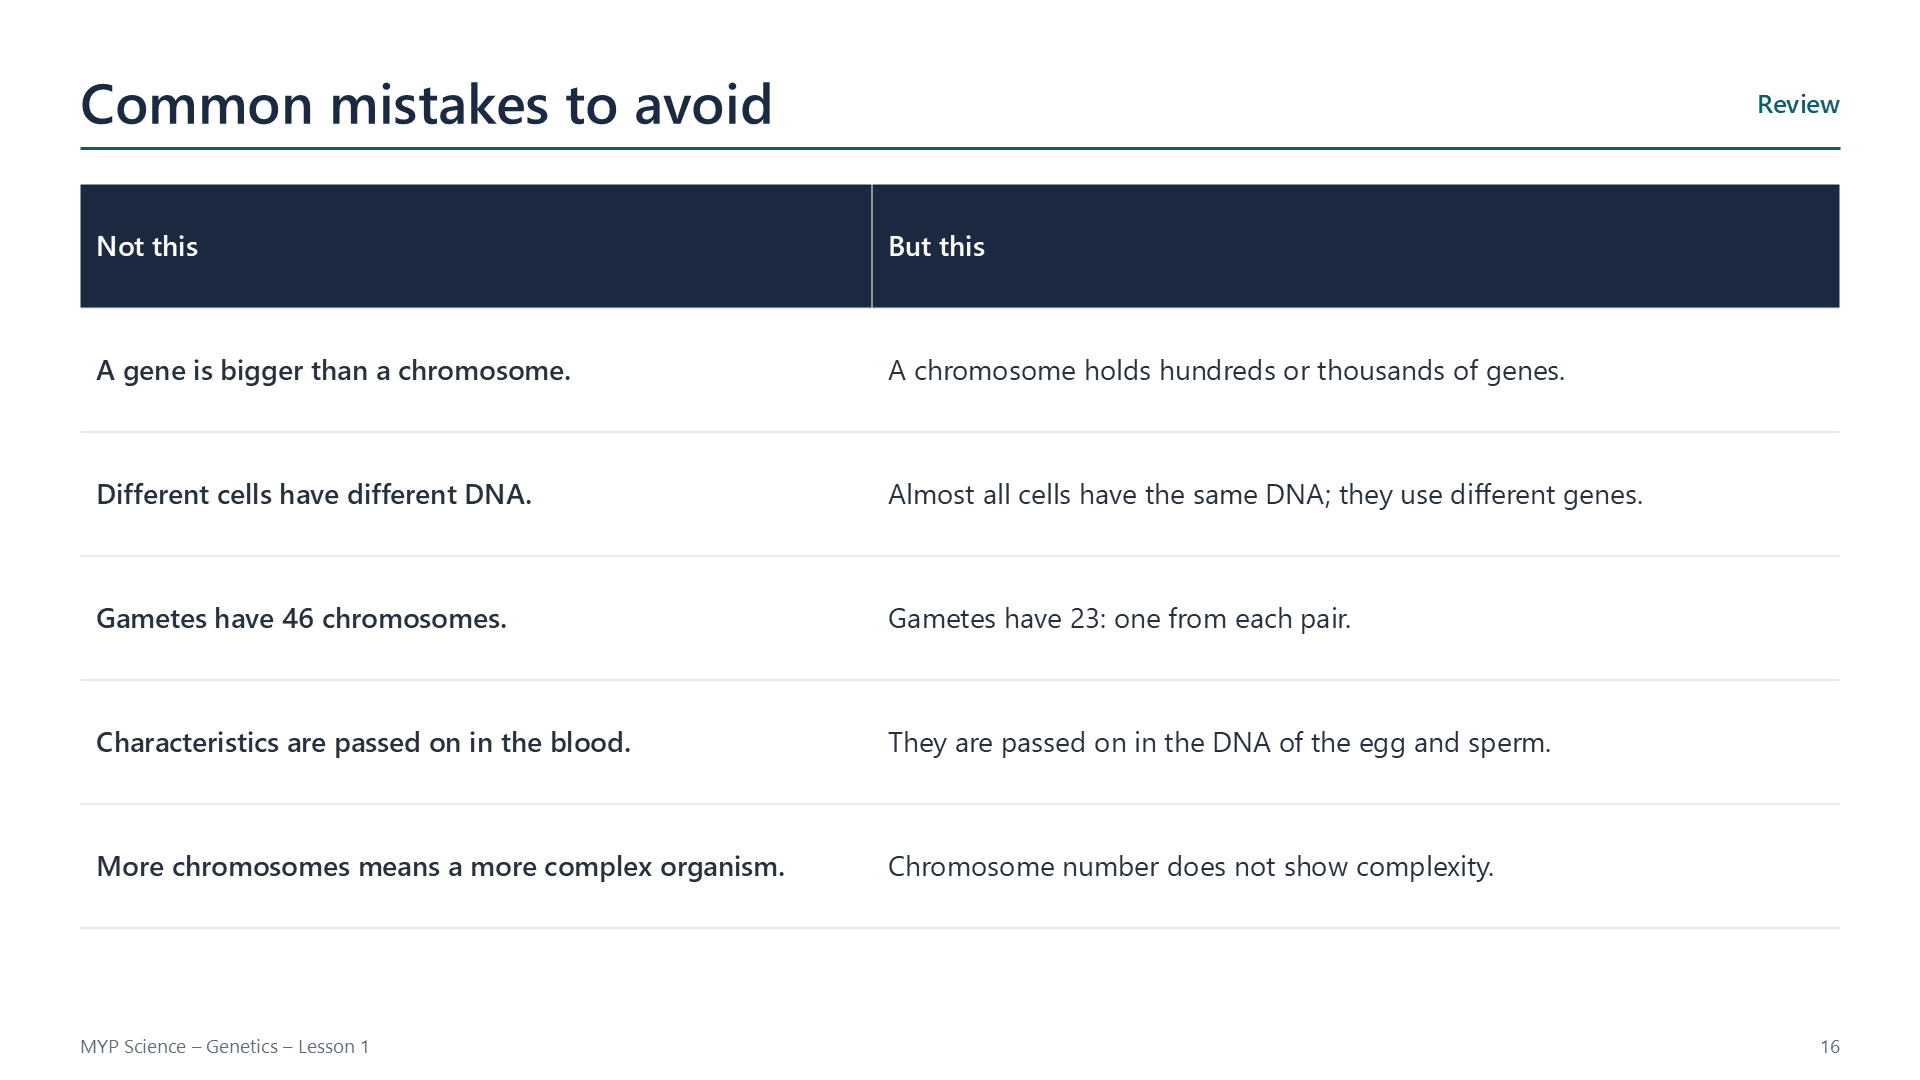 Common mistakes to avoid
Review
Not this
But this
A gene is bigger than a chromosome.
A chromosome holds hundreds or thousands of genes.
Different cells have different DNA.
Almost all cells have the same DNA; they use different genes.
Gametes have 46 chromosomes.
Gametes have 23: one from each pair.
Characteristics are passed on in the blood.
They are passed on in the DNA of the egg and sperm.
More chromosomes means a more complex organism.
Chromosome number does not show complexity.
MYP Science – Genetics – Lesson 1
16